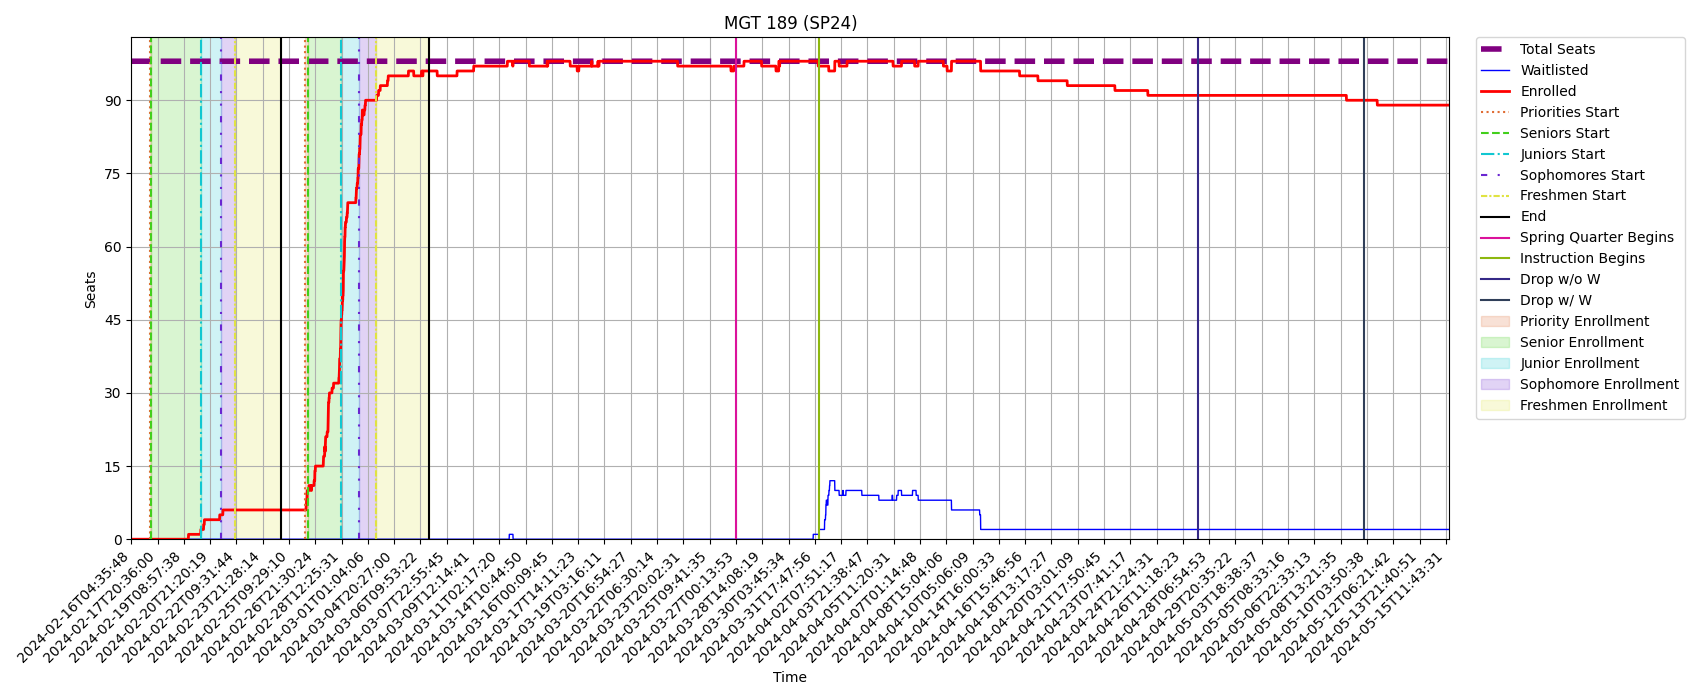 MGT 189 (SP24)
Seats
90
75
60
45
30
15
0
2024-02-16T04:35:48
2024-02-17T20:36:00
2024-02-19T08:57:38
2024-02-20T21:20:19
2024-02-22T09:31:44
2024-02-23T21:28:14
2024-02-25T09:29:10
2024-02-26T21:30:24
2024-02-28T12:25:31
2024-03-01T01:04:06
2024-03-04T20:27:00
2024-03-06T09:53:22
2024-03-07T22:55:45
2024-03-09T12:14:41
2024-03-11T02:17:20
2024-03-14T10:44:50
2024-03-16T00:09:45
2024-03-17T14:11:23
2024-03-19T03:16:11
2024-03-20T16:54:27
2024-03-22T06:30:14
2024-03-23T20:02:31
2024-03-25T09:41:35
2024-03-27T00:13:53
2024-03-28T14:08:19
2024-03-30T03:45:34
2024-03-31T17:47:56
2024-04-02T07:51:17
2024-04-03T21:38:47
2024-04-05T11:20:31
2024-04-07T01:14:48
2024-04-08T15:04:06
2024-04-10T05:06:09
2024-04-14T16:00:33
2024-04-16T15:46:56
2024-04-18T13:17:27
2024-04-20T03:01:09
2024-04-21T17:50:45
2024-04-23T07:41:17
2024-04-24T21:24:31
2024-04-26T11:18:23
2024-04-28T06:54:53
2024-04-29T20:35:22
2024-05-03T18:38:37
2024-05-05T08:33:16
2024-05-06T22:33:13
2024-05-08T13:21:35
2024-05-10T03:50:38
2024-05-12T06:21:42
2024-05-13T21:40:51
2024-05-15T11:43:31
Time
Total Seats
Waitlisted
Enrolled
Priorities Start
Seniors Start
Juniors Start
Sophomores Start
Freshmen Start
End
Spring Quarter Begins
Instruction Begins
Drop w/o W
Drop w/ W
Priority Enrollment
Senior Enrollment
Junior Enrollment
Sophomore Enrollment
Freshmen Enrollment